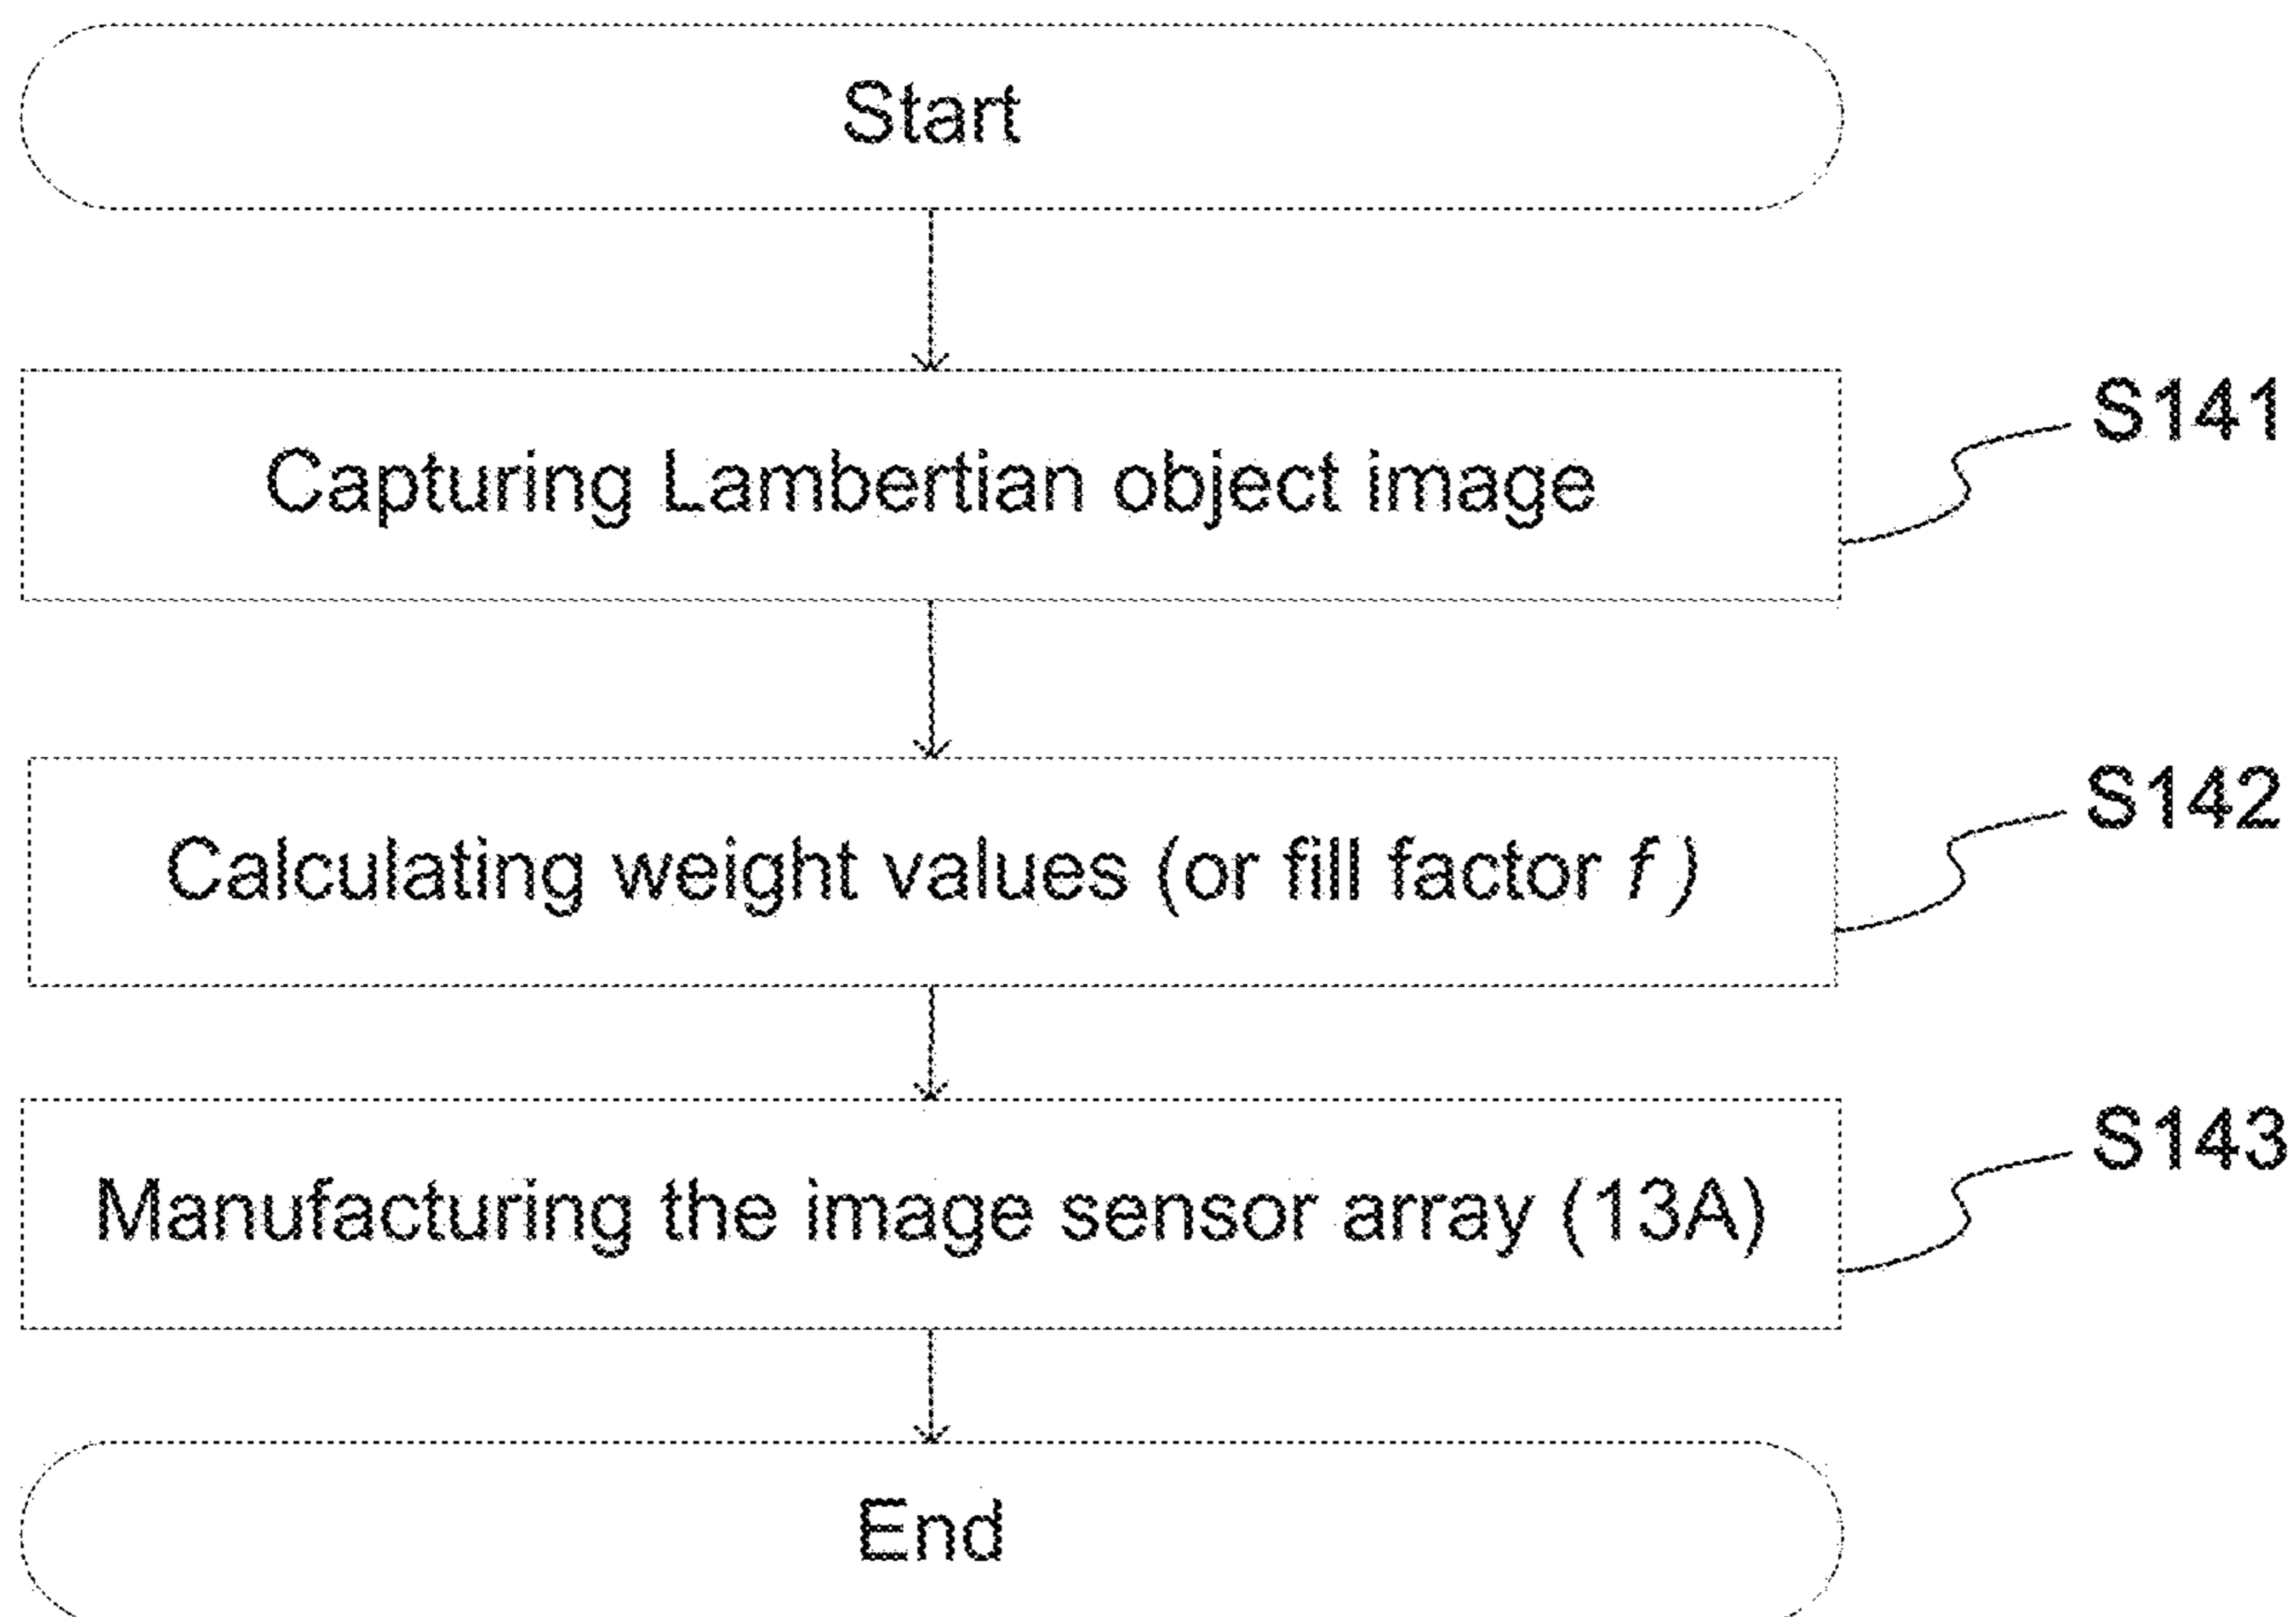 Start
Capturing Lambertian object image
S141
Calculating weight values (or fill factor f )
S142
Manufacturing the image sensor array (13A)
S143
End